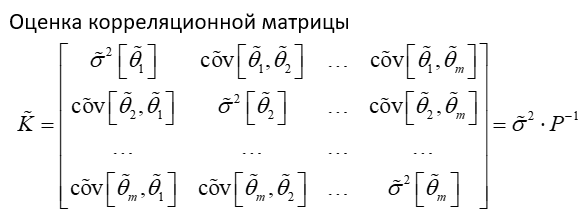 Оценка корреляционной матрицы
σ̃²[θ̃₁] cõv[θ̃₁,θ̃₂] … cõv[θ̃₁,θ̃ₘ]
cõv[θ̃₂,θ̃₁] σ̃²[θ̃₂] … cõv[θ̃₂,θ̃ₘ]
K̃ = = σ̃² · P⁻¹
… … … …
cõv[θ̃ₘ,θ̃₁] cõv[θ̃ₘ,θ̃₂] … σ̃²[θ̃ₘ]